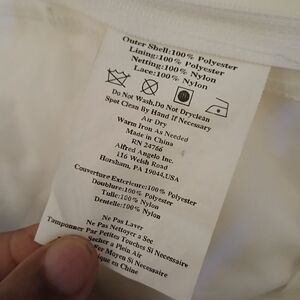 Outer Shell:100% Polyester
Lining:100% Polyester
Netting:100% Nylon
Lace:100% Nylon
Do Not Wash,Do Not Dryclean
Spot Clean By Hand If Necessary
Air Dry
Warm Iron As Needed
Made in China
RN 24766
Alfred Angelo Inc.
116 Welsh Road
Horsham, PA 19044,USA
Couverture Exterieure:100% Polyester
Doublure:100% Polyester
Tulle:100% Nylon
Dentelle:100% Nylon
Ne Pas Laver
Ne Pas Nettoyer a Sec
Tamponner Par Petites Touches Si Necessaire
Secher a Plein Air
er Moyen Si Necessaire
que en Chine